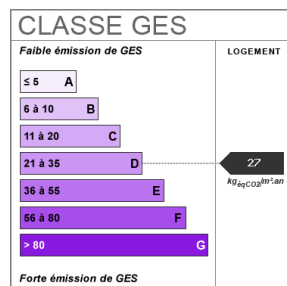 CLASSE GES
Faible émission de GES
LOGEMENT
≤ 5 A
6 à 10 B
11 à 20 C
21 à 35 D
27
kgéqCO2/m².an
36 à 55 E
56 à 80 F
> 80 G
Forte émission de GES